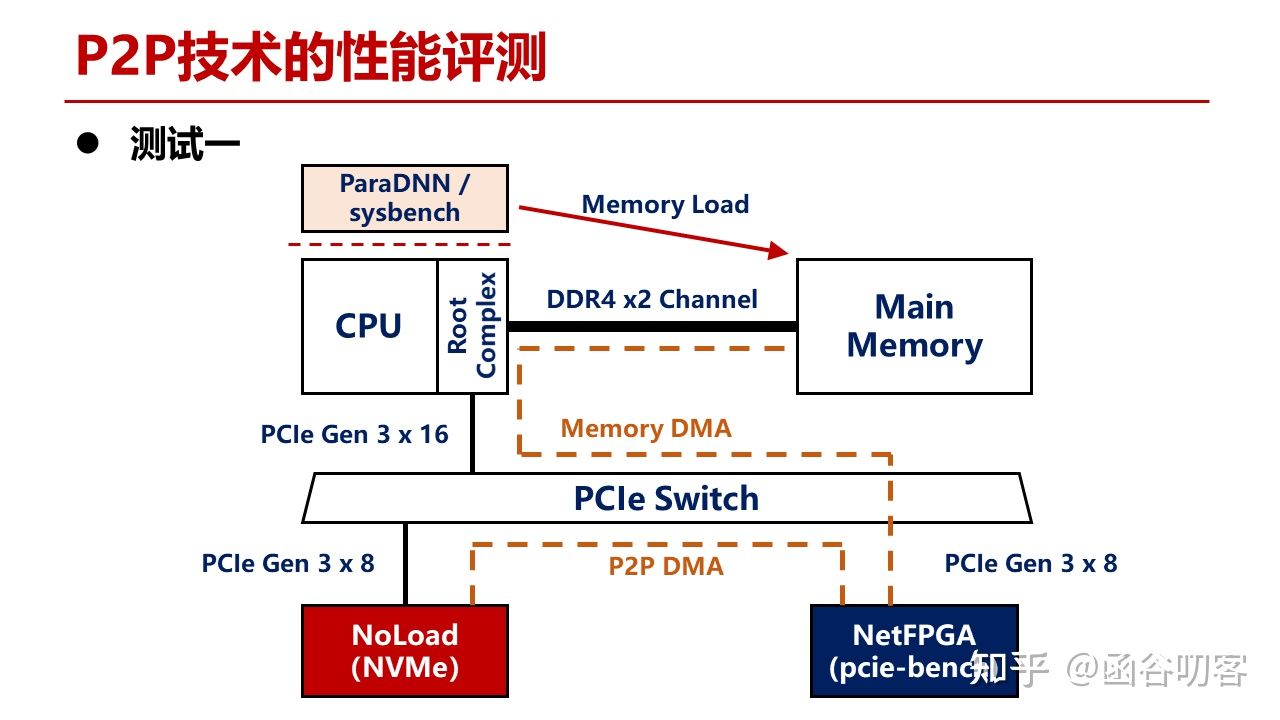 P2P技术的性能评测
● 测试一
ParaDNN /
sysbench
Memory Load
CPU
Root
Complex
DDR4 x2 Channel
Main
Memory
PCIe Gen 3 x 16
Memory DMA
PCIe Switch
PCIe Gen 3 x 8
P2P DMA
PCIe Gen 3 x 8
NoLoad
(NVMe)
NetFPGA
(pcie-bench)
知乎 @函谷叨客